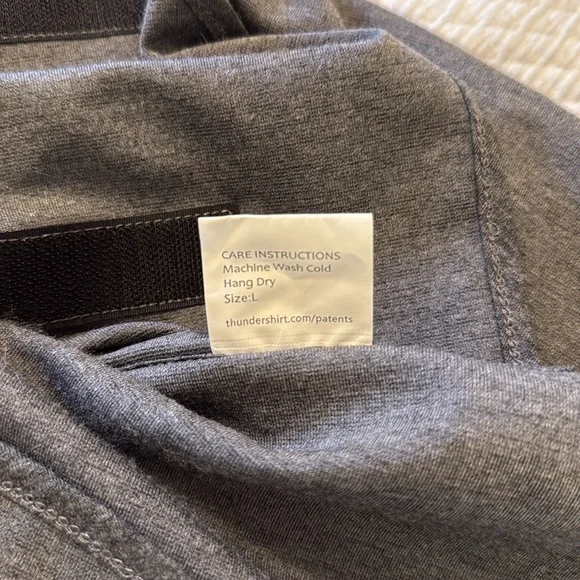 CARE INSTRUCTIONS
Machine Wash Cold
Hang Dry
Size:L
thundershirt.com/patents